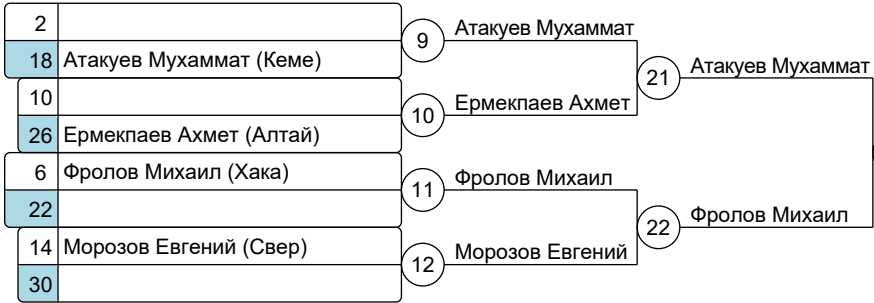 2
18 Атакуев Мухаммат (Кеме)
9
Атакуев Мухаммат
10
26 Ермекпаев Ахмет (Алтай)
10
Ермекпаев Ахмет
21
Атакуев Мухаммат
6 Фролов Михаил (Хака)
22
11
Фролов Михаил
14 Морозов Евгений (Свер)
30
12
Морозов Евгений
22
Фролов Михаил